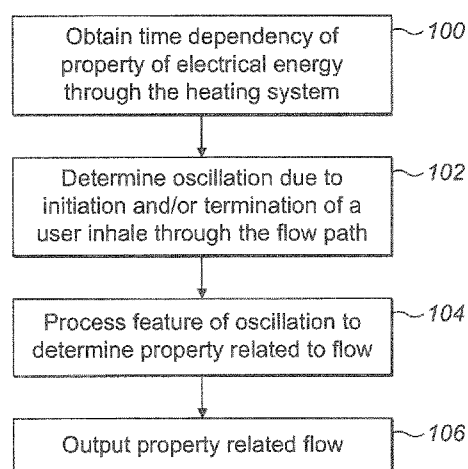 Obtain time dependency of
property of electrical energy
through the heating system
100
Determine oscillation due to
initiation and/or termination of a
user inhale through the flow path
102
Process feature of oscillation to
determine property related to flow
104
Output property related flow
106